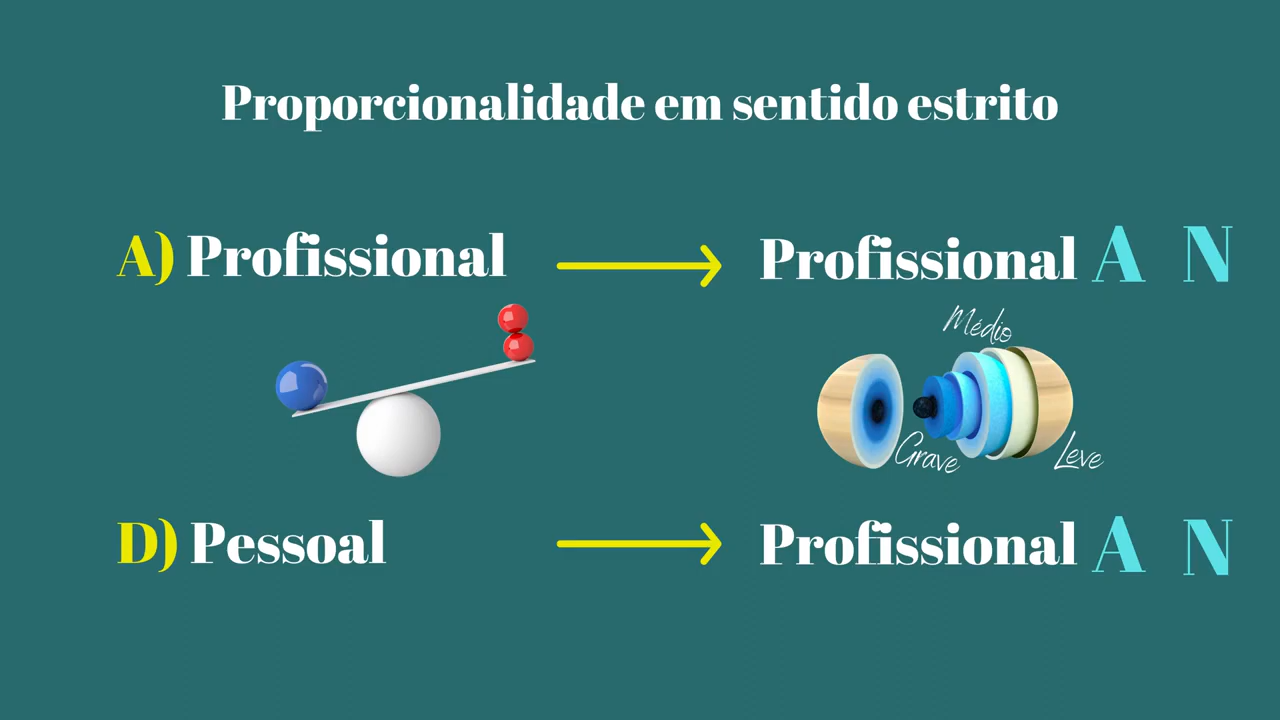 Proporcionalidade em sentido estrito
A) Profissional Profissional A N
Médio
Grave
Leve
D) Pessoal Profissional A N